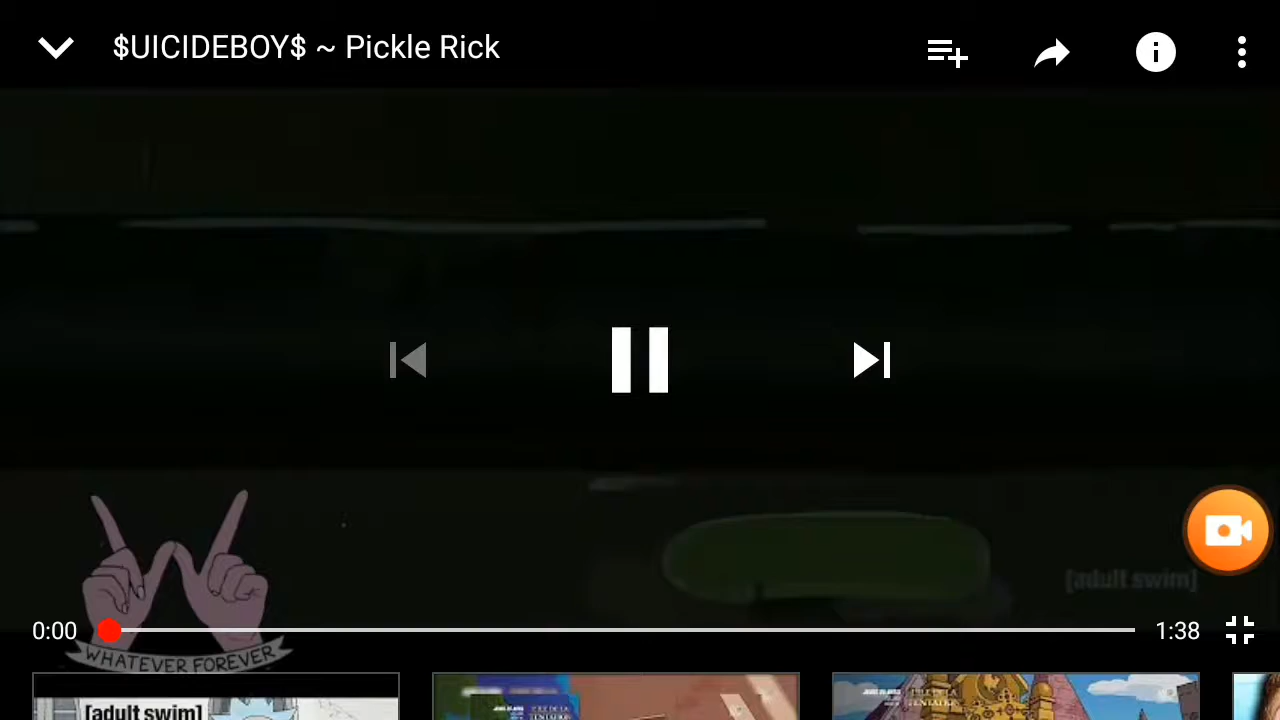 $UICIDEBOY$ ~ Pickle Rick
[adult swim]
0:00
1:38
WHATEVER FOREVER
[adult swim]